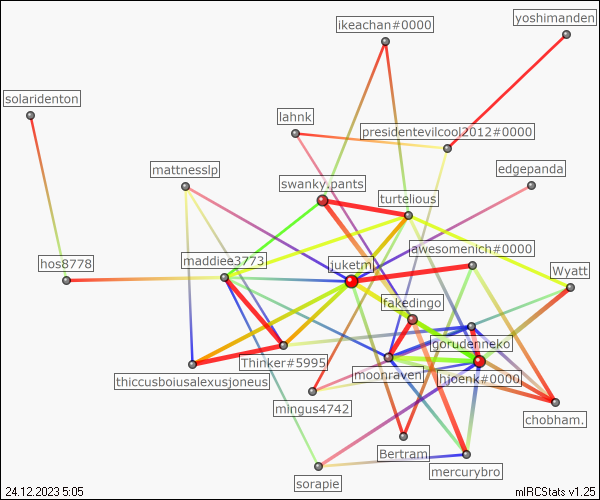 ikeachan#0000
yoshimanden
solaridenton
lahnk
presidentevilcool2012#0000
mattnesslp
edgepanda
swanky.pants
turtelious
awesomenich#0000
maddiee3773
hos8778
juketm
Wyatt
fakedingo
gorudenneko
Thinker#5995
moonraven
hjoenk#0000
thiccusboiusalexusjoneus
mingus4742
chobham.
Bertram
mercurybro
sorapie
24.12.2023 5:05
mIRCStats v1.25